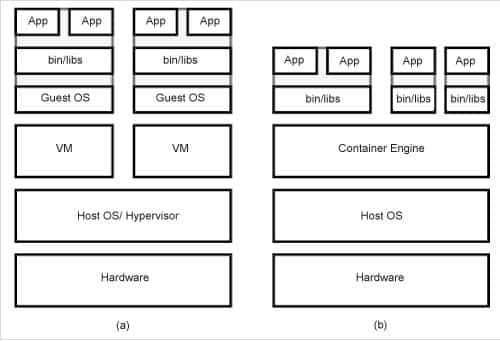 App App App App
bin/libs bin/libs
Guest OS Guest OS
VM VM
Host OS/ Hypervisor
Hardware
(a)
App App App App
bin/libs bin/libs bin/libs
Container Engine
Host OS
Hardware
(b)